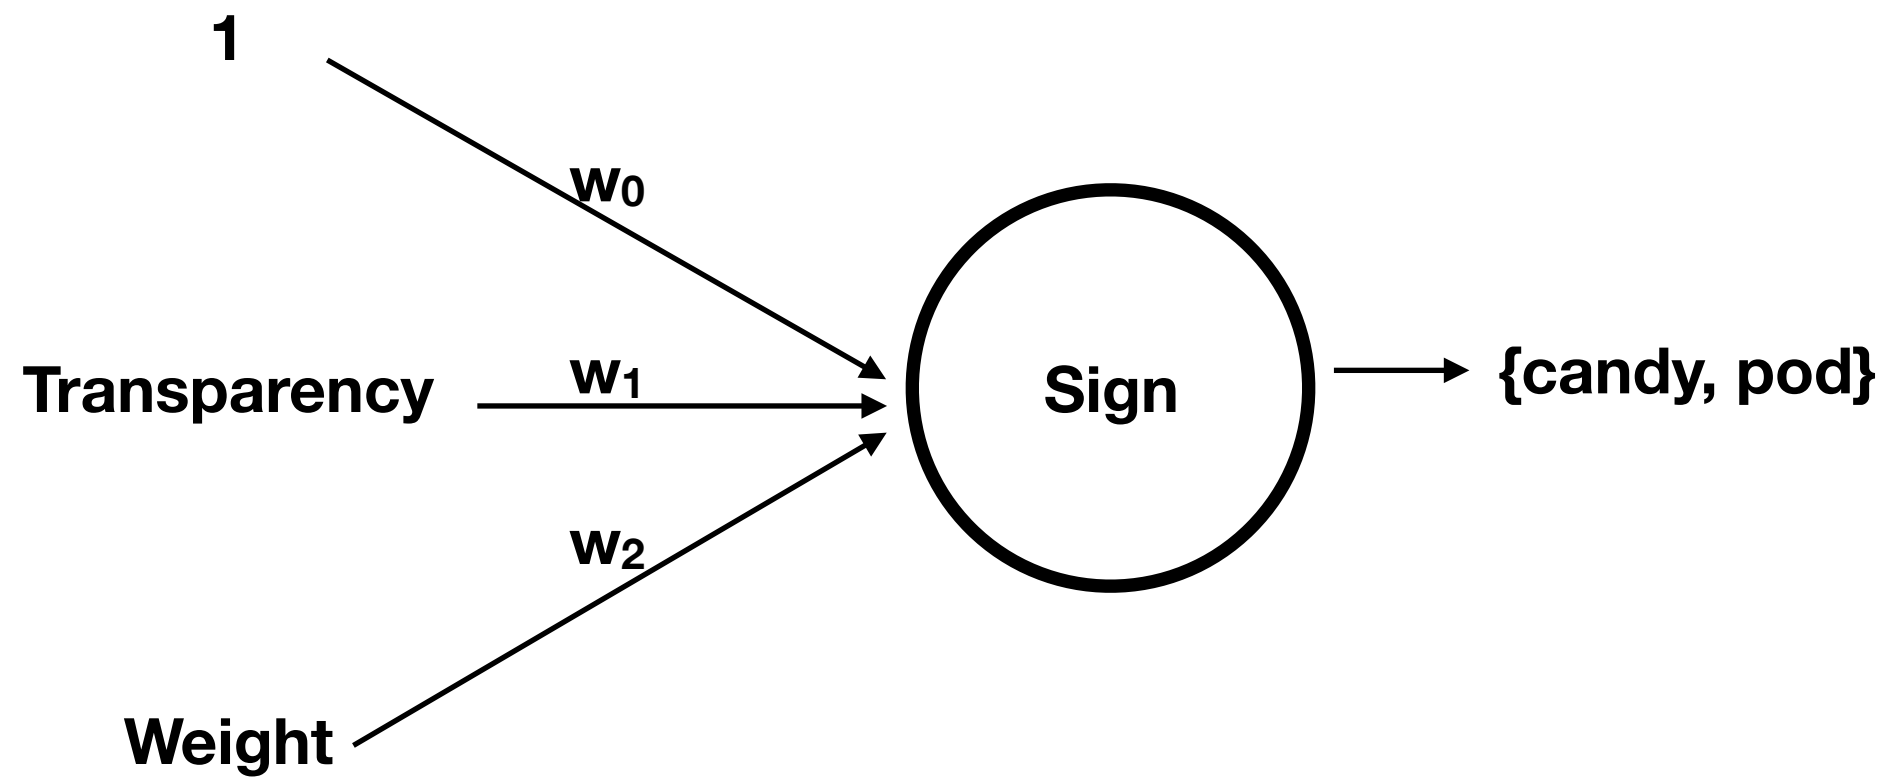 1
w₀
Transparency
w₁
Sign
{candy, pod}
w₂
Weight